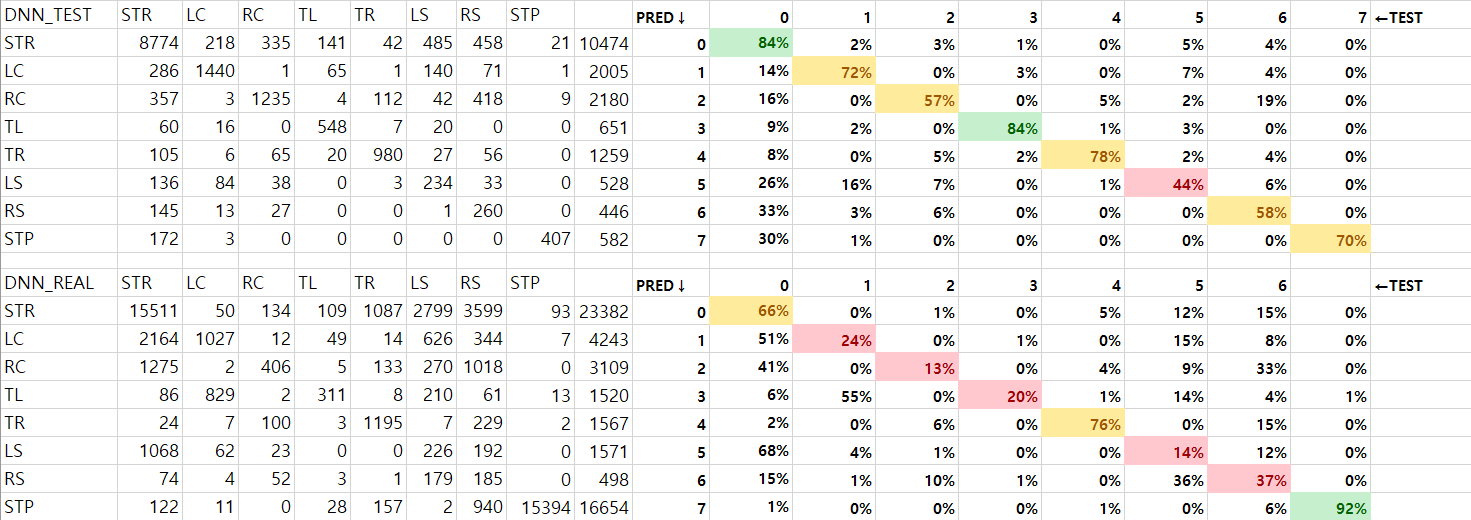 DNN_TEST STR LC RC TL TR LS RS STP PRED↓ 0 1 2 3 4 5 6 7 ←TEST
STR 8774 218 335 141 42 485 458 21 10474 0 84% 2% 3% 1% 0% 5% 4% 0%
LC 286 1440 1 65 1 140 71 1 2005 1 14% 72% 0% 3% 0% 7% 4% 0%
RC 357 3 1235 4 112 42 418 9 2180 2 16% 0% 57% 0% 5% 2% 19% 0%
TL 60 16 0 548 7 20 0 0 651 3 9% 2% 0% 84% 1% 3% 0% 0%
TR 105 6 65 20 980 27 56 0 1259 4 8% 0% 5% 2% 78% 2% 4% 0%
LS 136 84 38 0 3 234 33 0 528 5 26% 16% 7% 0% 1% 44% 6% 0%
RS 145 13 27 0 0 1 260 0 446 6 33% 3% 6% 0% 0% 0% 58% 0%
STP 172 3 0 0 0 0 0 407 582 7 30% 1% 0% 0% 0% 0% 0% 70%
DNN_REAL STR LC RC TL TR LS RS STP PRED↓ 0 1 2 3 4 5 6 ←TEST
STR 15511 50 134 109 1087 2799 3599 93 23382 0 66% 0% 1% 0% 5% 12% 15% 0%
LC 2164 1027 12 49 14 626 344 7 4243 1 51% 24% 0% 1% 0% 15% 8% 0%
RC 1275 2 406 5 133 270 1018 0 3109 2 41% 0% 13% 0% 4% 9% 33% 0%
TL 86 829 2 311 8 210 61 13 1520 3 6% 55% 0% 20% 1% 14% 4% 1%
TR 24 7 100 3 1195 7 229 2 1567 4 2% 0% 6% 0% 76% 0% 15% 0%
LS 1068 62 23 0 0 226 192 0 1571 5 68% 4% 1% 0% 0% 14% 12% 0%
RS 74 4 52 3 1 179 185 0 498 6 15% 1% 10% 1% 0% 36% 37% 0%
STP 122 11 0 28 157 2 940 15394 16654 7 1% 0% 0% 0% 1% 0% 6% 92%